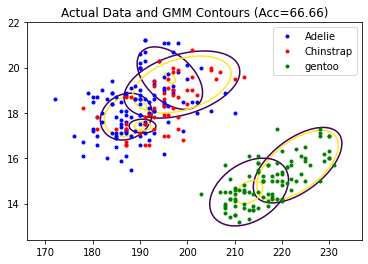 Actual Data and GMM Contours (Acc=66.66)
22
20
18
16
14
170 180 190 200 210 220 230
Adelie
Chinstrap
gentoo